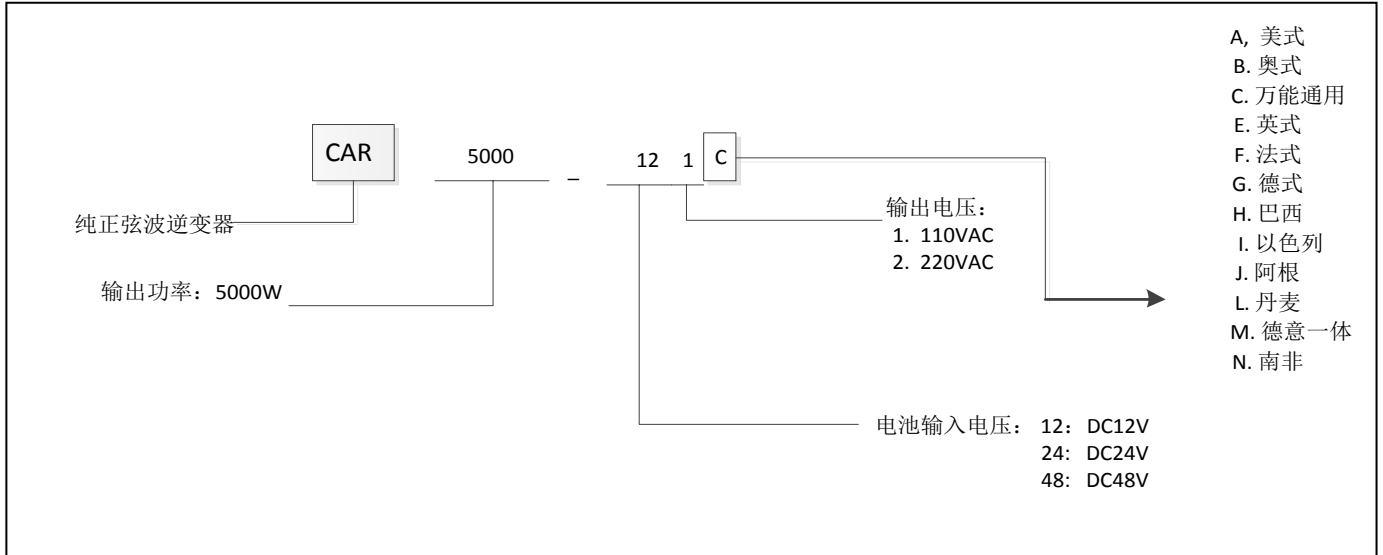 CAR 5000 – 12 1 C
纯正弦波逆变器
输出功率：5000W
输出电压：
1. 110VAC
2. 220VAC
电池输入电压： 12： DC12V
24: DC24V
48: DC48V
A, 美式
B. 奥式
C. 万能通用
E. 英式
F. 法式
G. 德式
H. 巴西
I. 以色列
J. 阿根
L. 丹麦
M. 德意一体
N. 南非